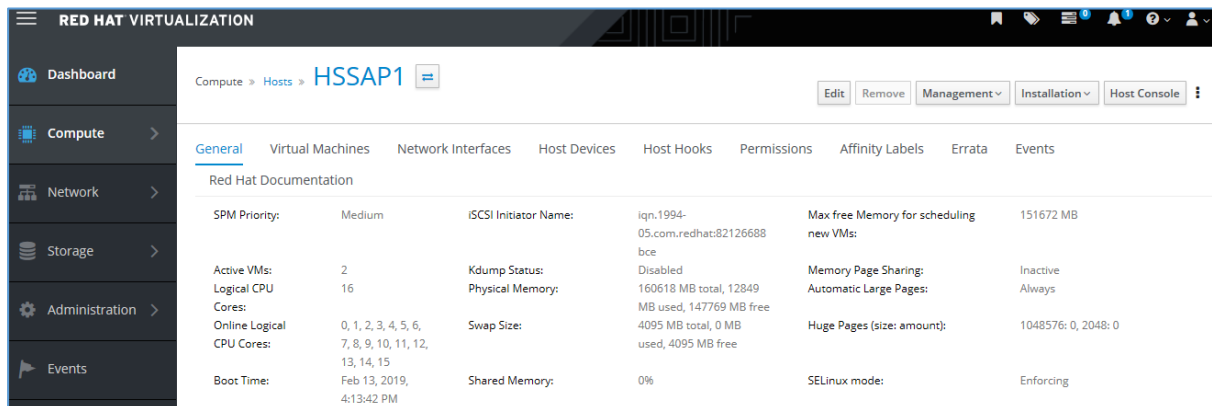 RED HAT VIRTUALIZATION
0
1
?
Dashboard
Compute
Network
Storage
Administration
Events
Compute » Hosts » HSSAP1
Edit Remove Management Installation Host Console
General Virtual Machines Network Interfaces Host Devices Host Hooks Permissions Affinity Labels Errata Events
Red Hat Documentation
SPM Priority: Medium iSCSI Initiator Name: iqn.1994- Max free Memory for scheduling 151672 MB
05.com.redhat:82126688 new VMs:
bce
Active VMs: 2 Kdump Status: Disabled Memory Page Sharing: Inactive
Logical CPU 16 Physical Memory: 160618 MB total, 12849 Automatic Large Pages: Always
Cores: MB used, 147769 MB free
Online Logical 0, 1, 2, 3, 4, 5, 6, Swap Size: 4095 MB total, 0 MB Huge Pages (size: amount): 1048576: 0, 2048: 0
CPU Cores: 7, 8, 9, 10, 11, 12, used, 4095 MB free
13, 14, 15
Boot Time: Feb 13, 2019, Shared Memory: 0% SELinux mode: Enforcing
4:13:42 PM